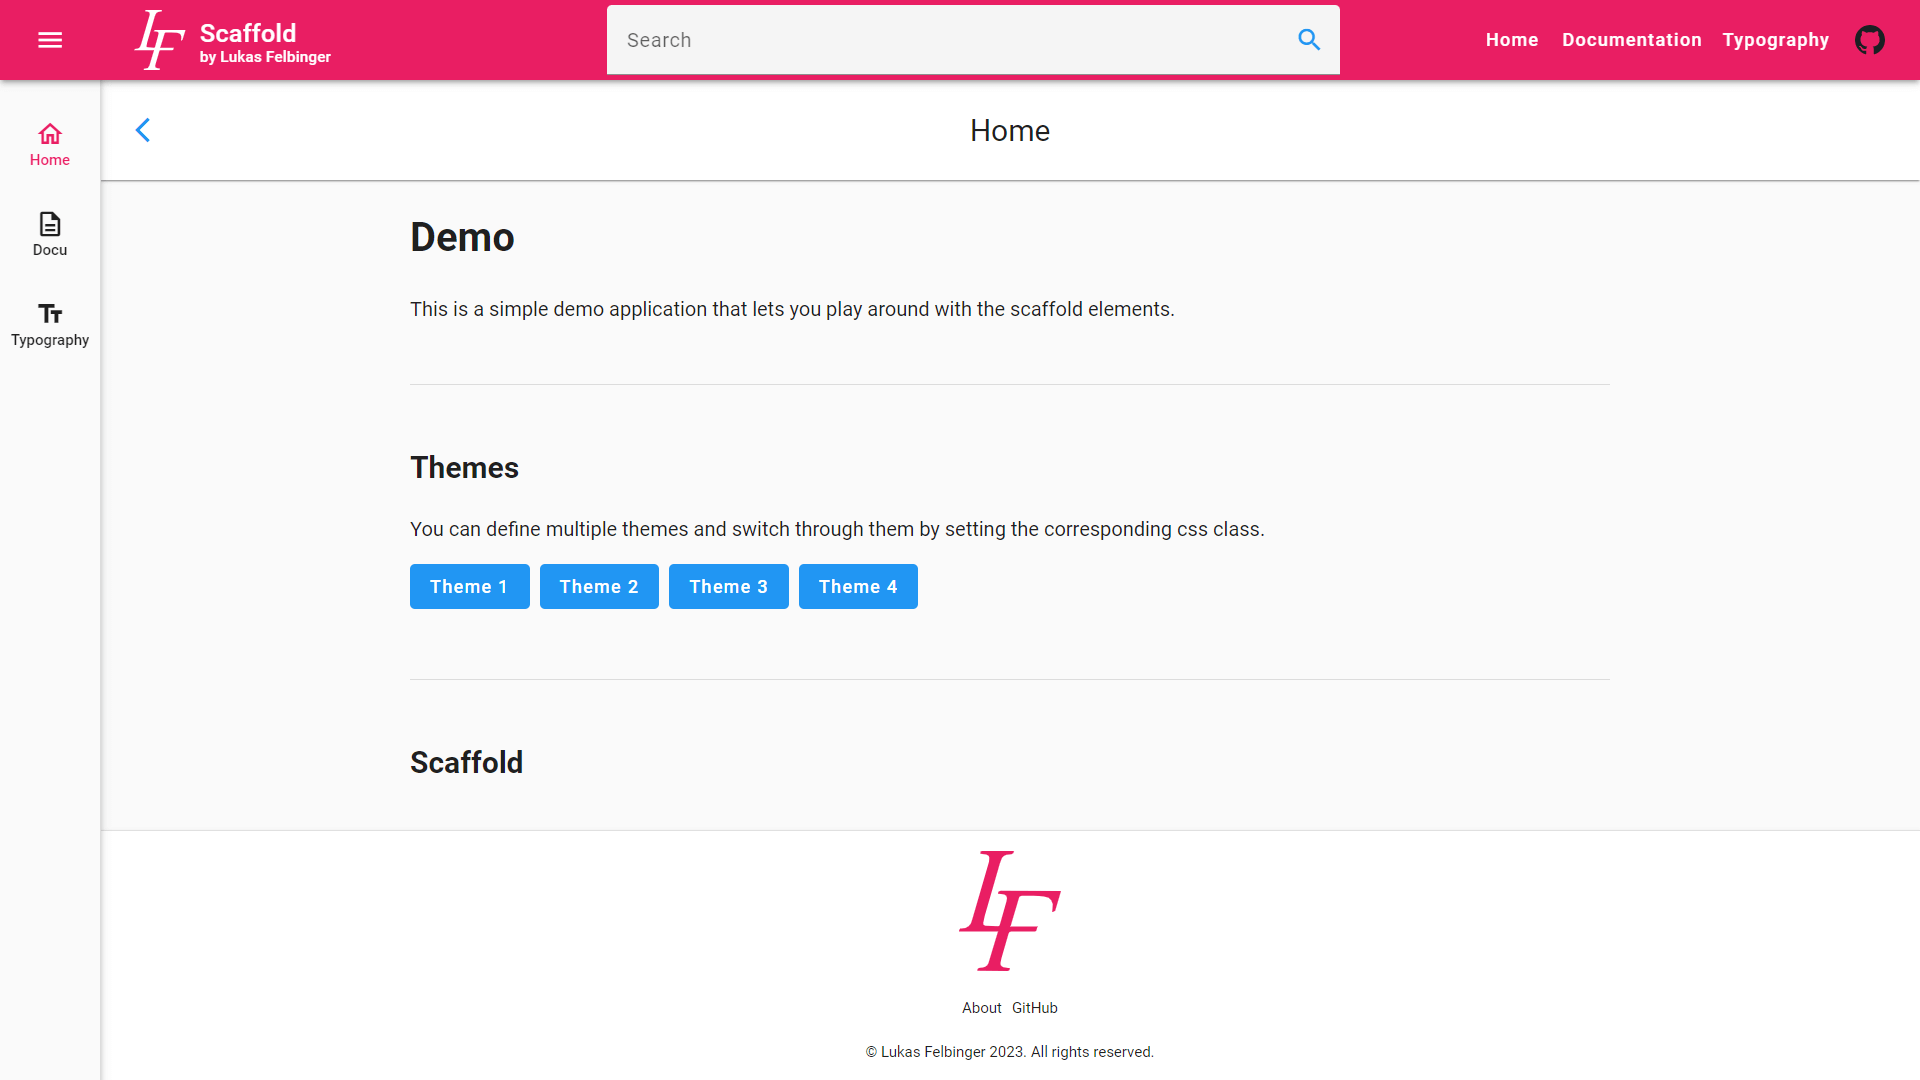 LF
Scaffold
by Lukas Felbinger
Search
Home Documentation Typography
Home
Home
Docu
Typography
Demo
This is a simple demo application that lets you play around with the scaffold elements.
Themes
You can define multiple themes and switch through them by setting the corresponding css class.
Theme 1 Theme 2 Theme 3 Theme 4
Scaffold
LF
About GitHub
© Lukas Felbinger 2023. All rights reserved.